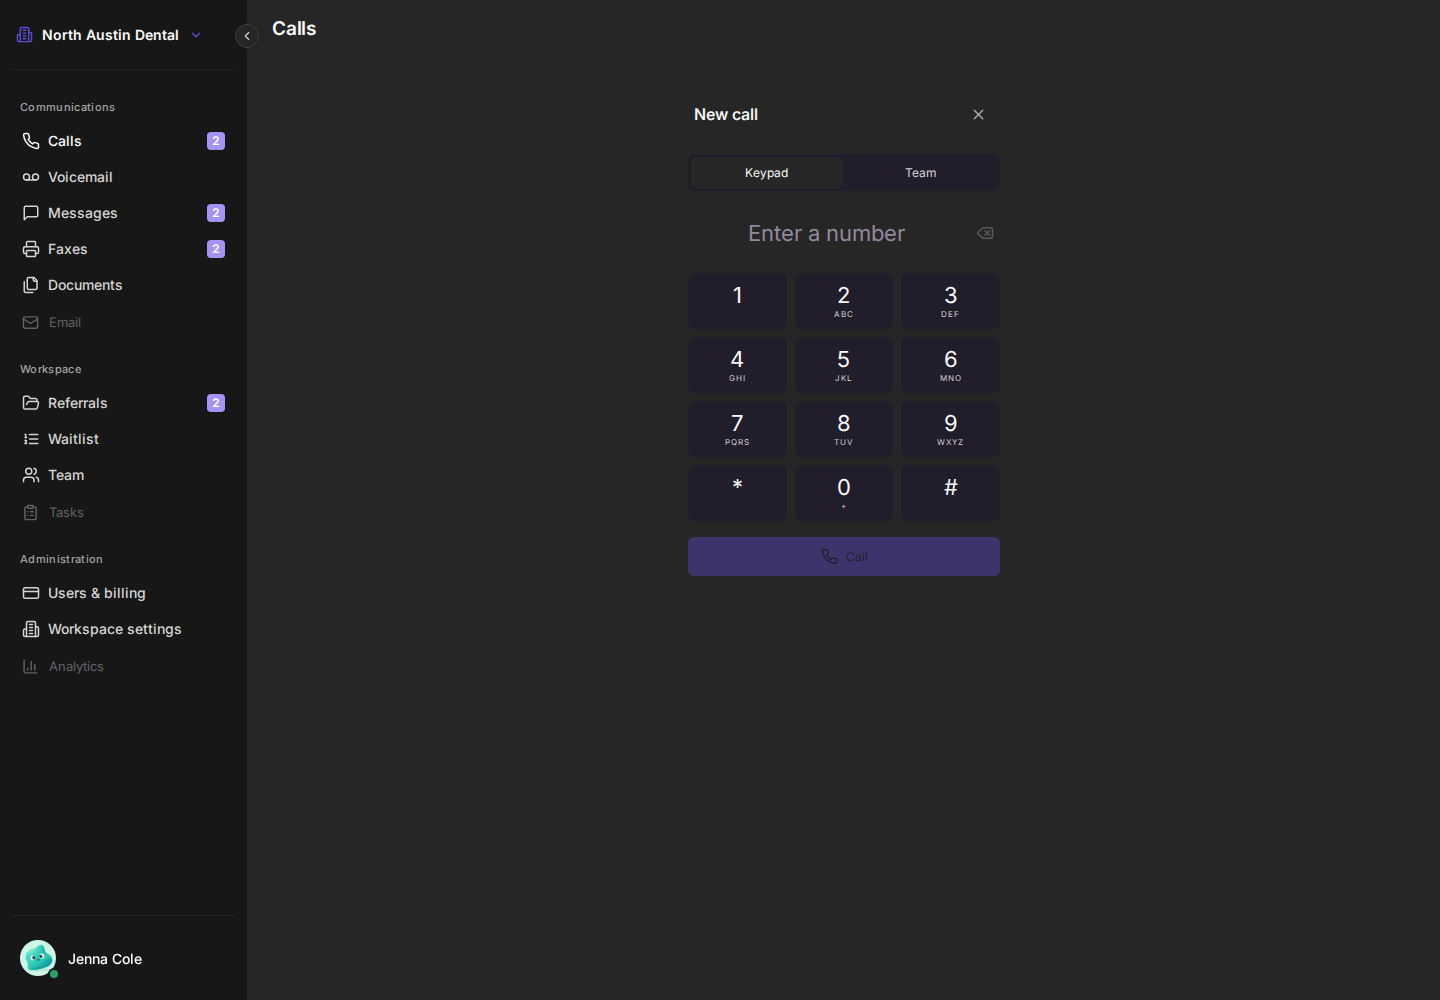 North Austin Dental
Calls
Communications
Calls 2
Voicemail
Messages 2
Faxes 2
Documents
Email
Workspace
Referrals 2
Waitlist
Team
Tasks
Administration
Users & billing
Workspace settings
Analytics
Jenna Cole
New call
Keypad Team
Enter a number
1 2 3
ABC DEF
4 5 6
GHI JKL MNO
7 8 9
PQRS TUV WXYZ
* 0 #
+
Call